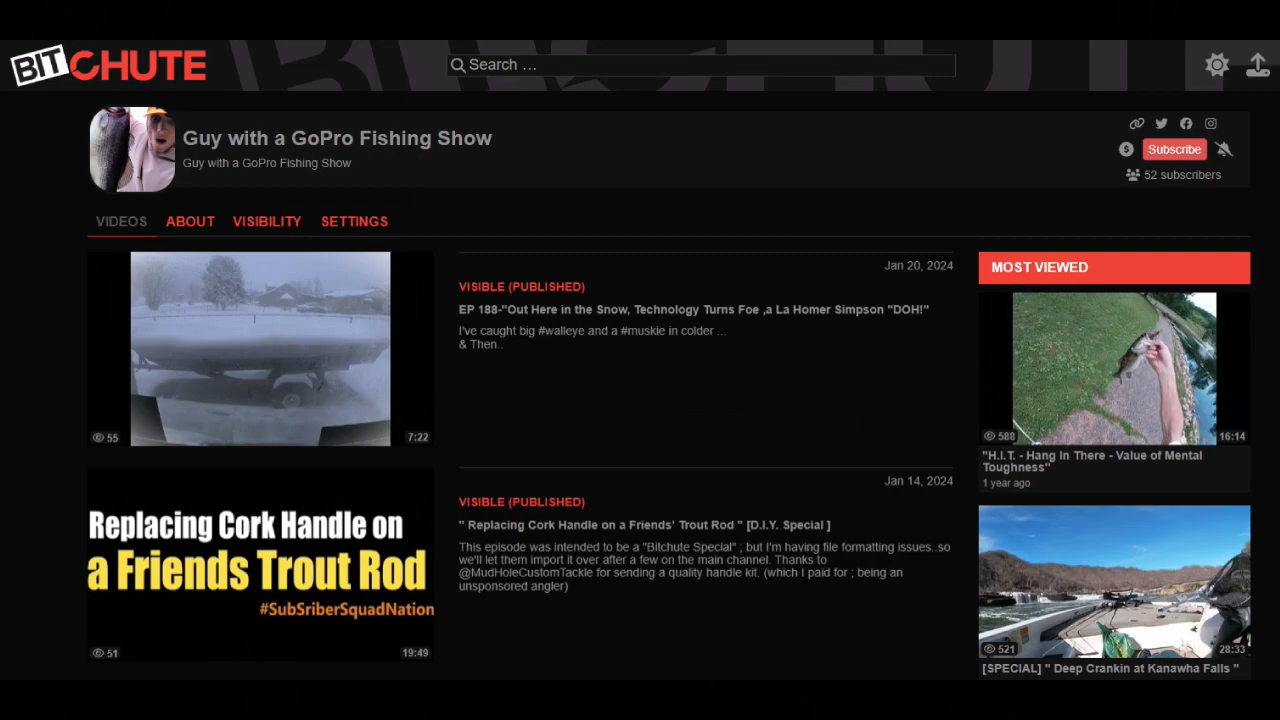 BITCHUTE
Search …
Guy with a GoPro Fishing Show
Guy with a GoPro Fishing Show
Subscribe
52 subscribers
VIDEOS ABOUT VISIBILITY SETTINGS
55
7:22
Jan 20, 2024
VISIBLE (PUBLISHED)
EP 188-"Out Here in the Snow, Technology Turns Foe ,a La Homer Simpson "DOH!"
I've caught big #walleye and a #muskie in colder ...
& Then..
Replacing Cork Handle on
a Friends Trout Rod
#SubSriberSquadNation
51
19:49
Jan 14, 2024
VISIBLE (PUBLISHED)
" Replacing Cork Handle on a Friends' Trout Rod " [D.I.Y. Special ]
This episode was intended to be a "Bitchute Special" ; but I'm having file formatting issues..so
we'll let them import it over after a few on the main channel. Thanks to
@MudHoleCustomTackle for sending a quality handle kit. (which I paid for ; being an
unsponsored angler)
MOST VIEWED
588
16:14
"H.I.T. - Hang In There - Value of Mental
Toughness"
1 year ago
521
28:33
[SPECIAL] " Deep Crankin at Kanawha Falls "